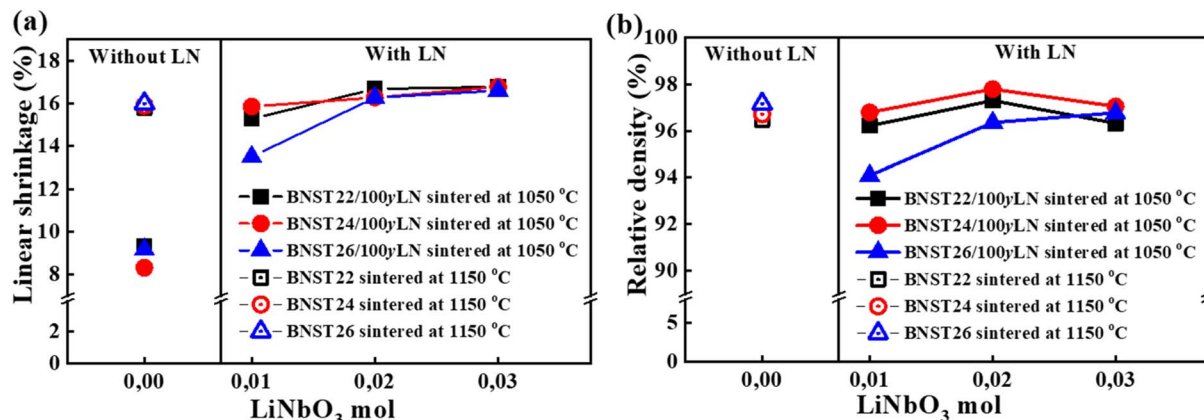 (a)
Without LN
With LN
Linear shrinkage (%)
18
16
14
12
10
8
2
0
BNST22/100yLN sintered at 1050 °C
BNST24/100yLN sintered at 1050 °C
BNST26/100yLN sintered at 1050 °C
BNST22 sintered at 1150 °C
BNST24 sintered at 1150 °C
BNST26 sintered at 1150 °C
0,00
0,01
0,02
0,03
LiNbO₃ mol
(b)
Without LN
With LN
Relative density (%)
100
98
96
94
92
90
5
0
BNST22/100yLN sintered at 1050 °C
BNST24/100yLN sintered at 1050 °C
BNST26/100yLN sintered at 1050 °C
BNST22 sintered at 1150 °C
BNST24 sintered at 1150 °C
BNST26 sintered at 1150 °C
0,00
0,01
0,02
0,03
LiNbO₃ mol